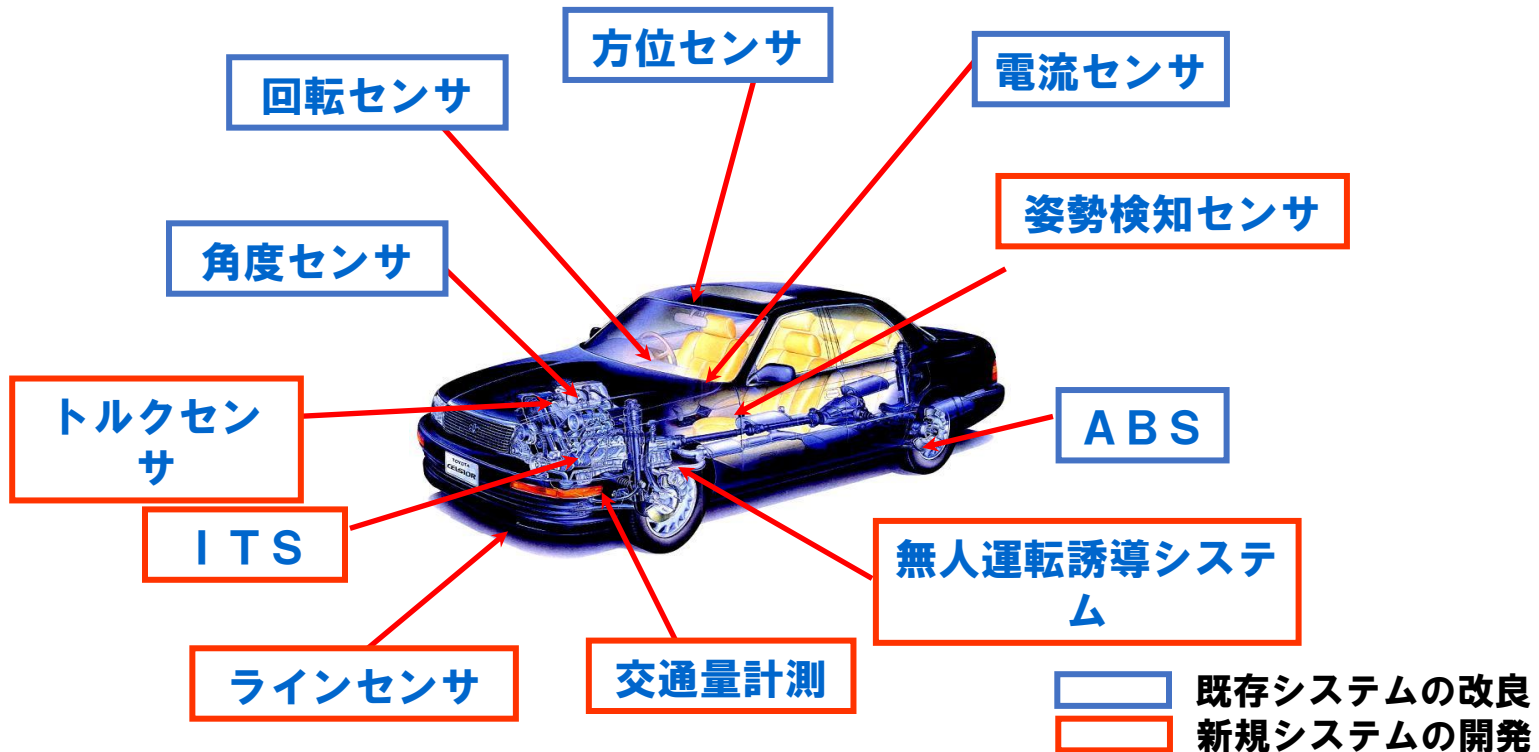 方位センサ
回転センサ
電流センサ
姿勢検知センサ
角度センサ
トルクセン
サ
ＡＢＳ
ＩＴＳ
無人運転誘導システ
ム
ラインセンサ
交通量計測
TOYOTA
CELSIOR
既存システムの改良
新規システムの開発